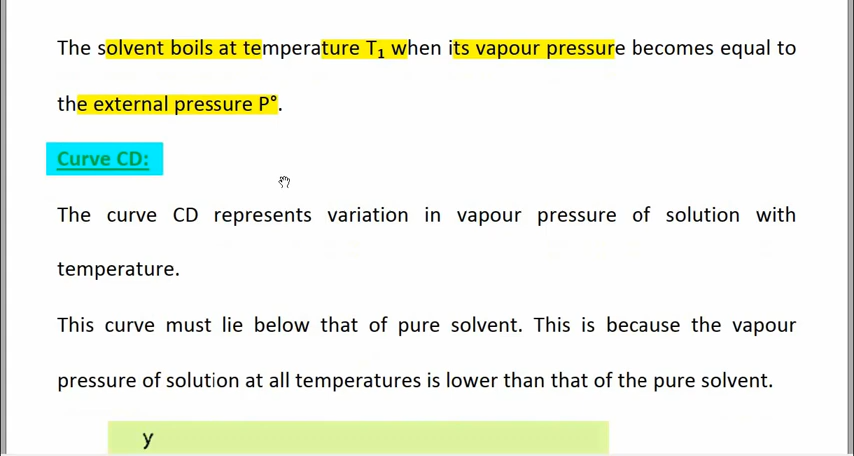 The solvent boils at temperature T₁ when its vapour pressure becomes equal to
the external pressure P°.
Curve CD:
The curve CD represents variation in vapour pressure of solution with
temperature.
This curve must lie below that of pure solvent. This is because the vapour
pressure of solution at all temperatures is lower than that of the pure solvent.
y